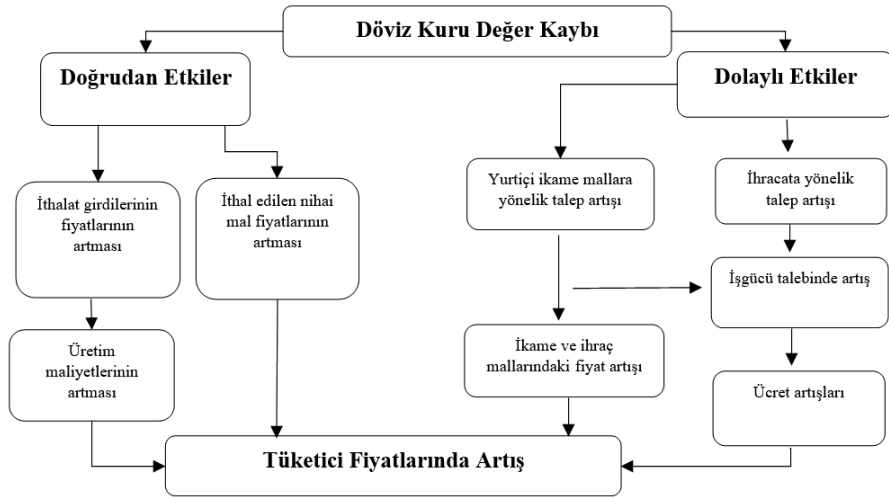 Döviz Kuru Değer Kaybı
Doğrudan Etkiler
Dolaylı Etkiler
İthalat girdilerinin
fiyatlarının
artması
İthal edilen nihai
mal fiyatlarının
artması
Yurtiçi ikame mallara
yönelik talep artışı
İhracata yönelik
talep artışı
İşgücü talebinde artış
Üretim
maliyetlerinin
artması
İkame ve ihraç
mallarındaki fiyat artışı
Ücret artışları
Tüketici Fiyatlarında Artış